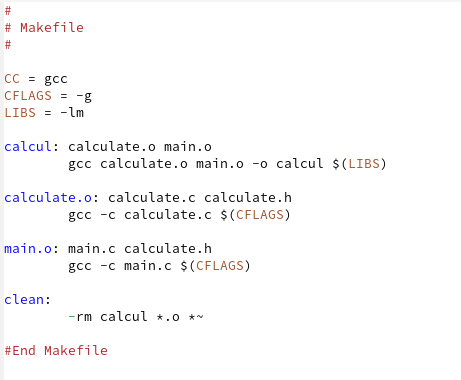 #
# Makefile
#

CC = gcc
CFLAGS = -g
LIBS = -lm

calcul: calculate.o main.o
        gcc calculate.o main.o -o calcul $(LIBS)

calculate.o: calculate.c calculate.h
        gcc -c calculate.c $(CFLAGS)

main.o: main.c calculate.h
        gcc -c main.c $(CFLAGS)

clean:
        -rm calcul *.o *~

#End Makefile